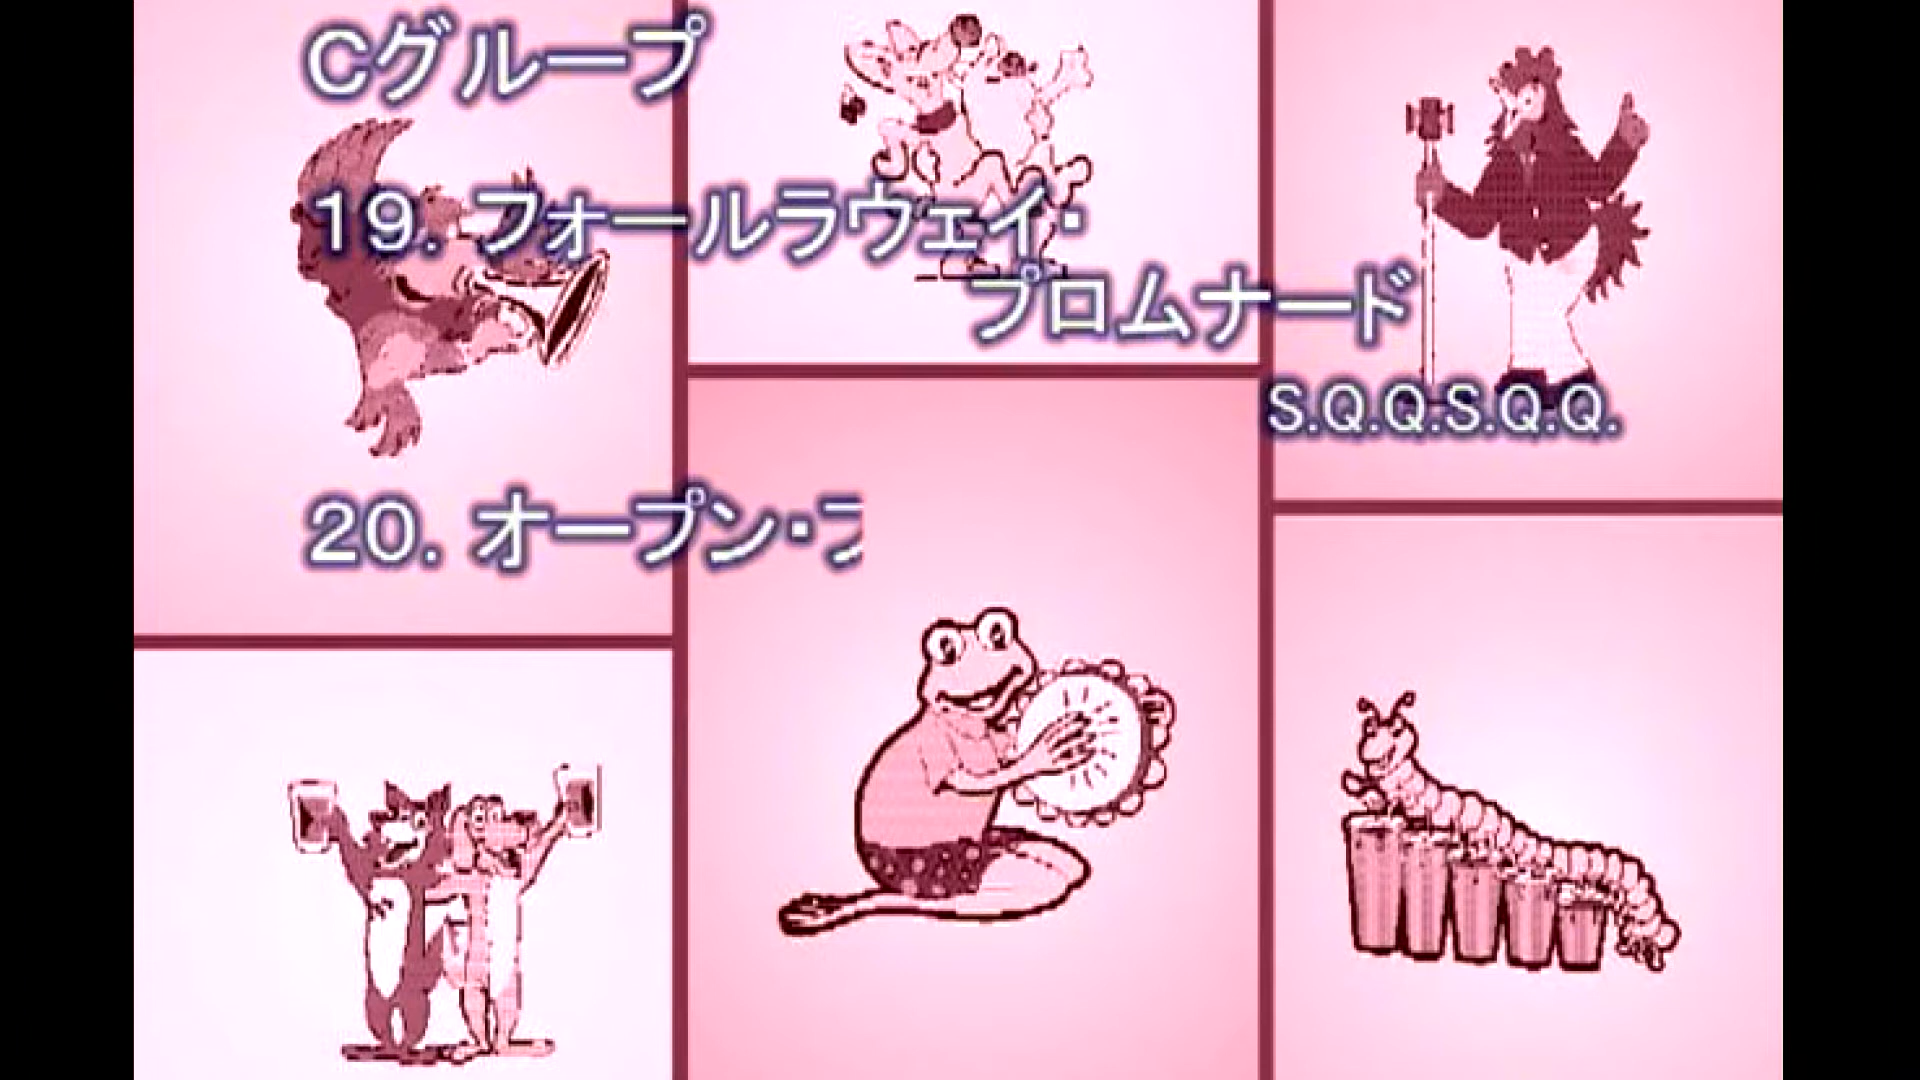 Cグループ
19. フォールラウェイ・
プロムナード
S.Q.Q.S.Q.Q.
20. オープン・